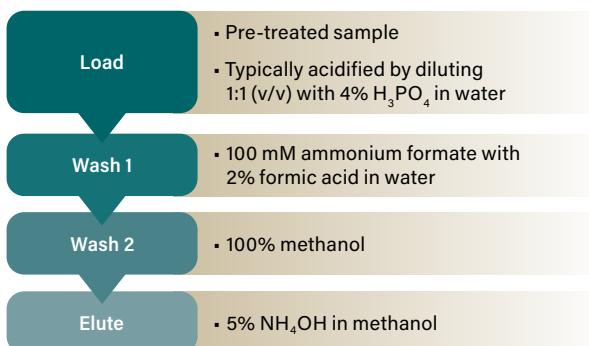 Load
▪ Pre-treated sample
▪ Typically acidified by diluting
1:1 (v/v) with 4% H₃PO₄ in water
Wash 1
▪ 100 mM ammonium formate with
2% formic acid in water
Wash 2
▪ 100% methanol
Elute
▪ 5% NH₄OH in methanol